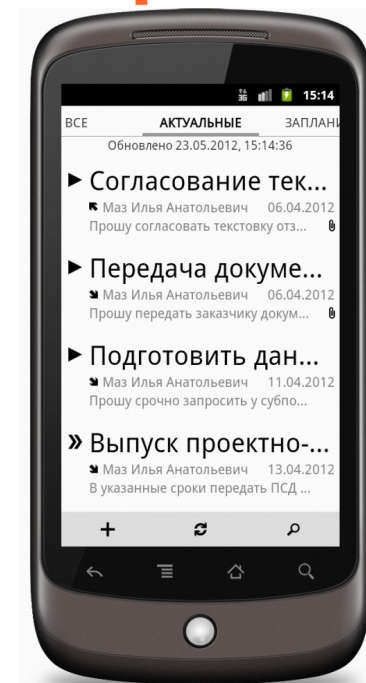 3G 15:14
ВСЕ АКТУАЛЬНЫЕ ЗАПЛАНИ
Обновлено 23.05.2012, 15:14:36
Согласование тек...
Маз Илья Анатольевич 06.04.2012
Прошу согласовать текстовку отз...
Передача докуме...
Маз Илья Анатольевич 06.04.2012
Прошу передать заказчику докум...
Подготовить дан...
Маз Илья Анатольевич 11.04.2012
Прошу срочно запросить у субпо...
Выпуск проектно-...
Маз Илья Анатольевич 13.04.2012
В указанные сроки передать ПСД ...